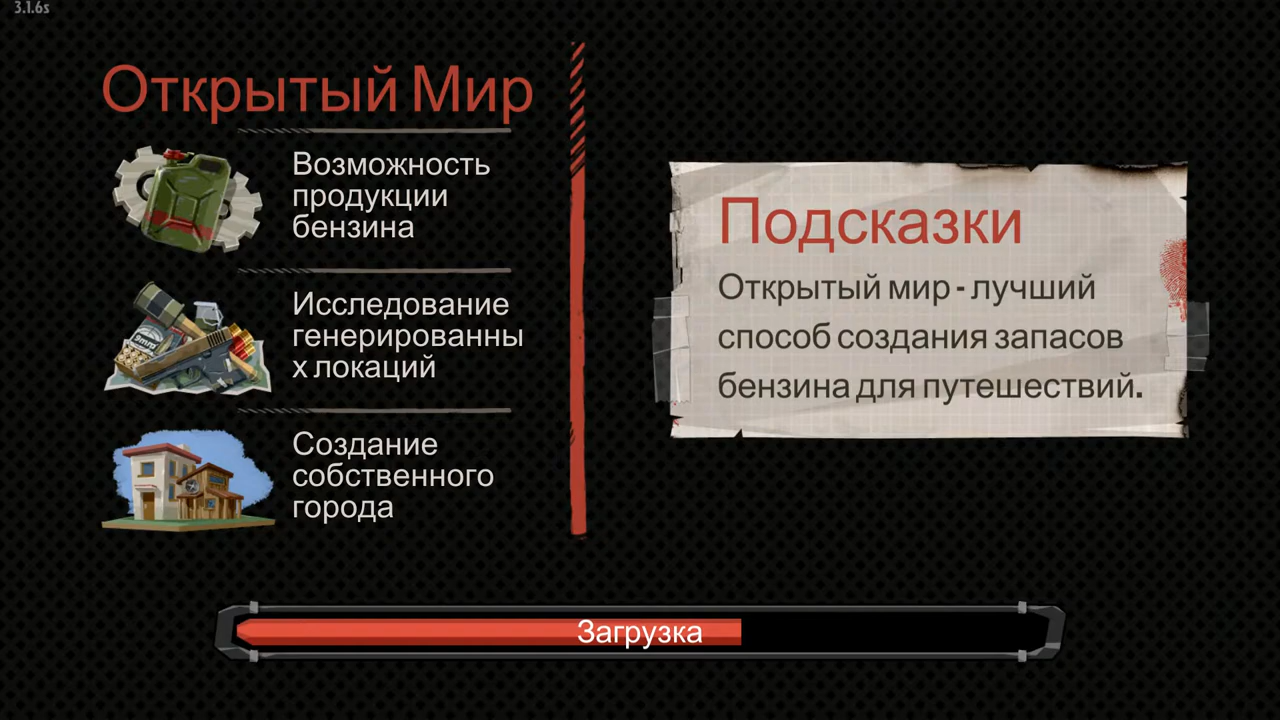 3.1.6s
Открытый Мир
Возможность
продукции
бензина
Исследование
генерированны
х локаций
Создание
собственного
города
Подсказки
Открытый мир - лучший
способ создания запасов
бензина для путешествий.
Загрузка